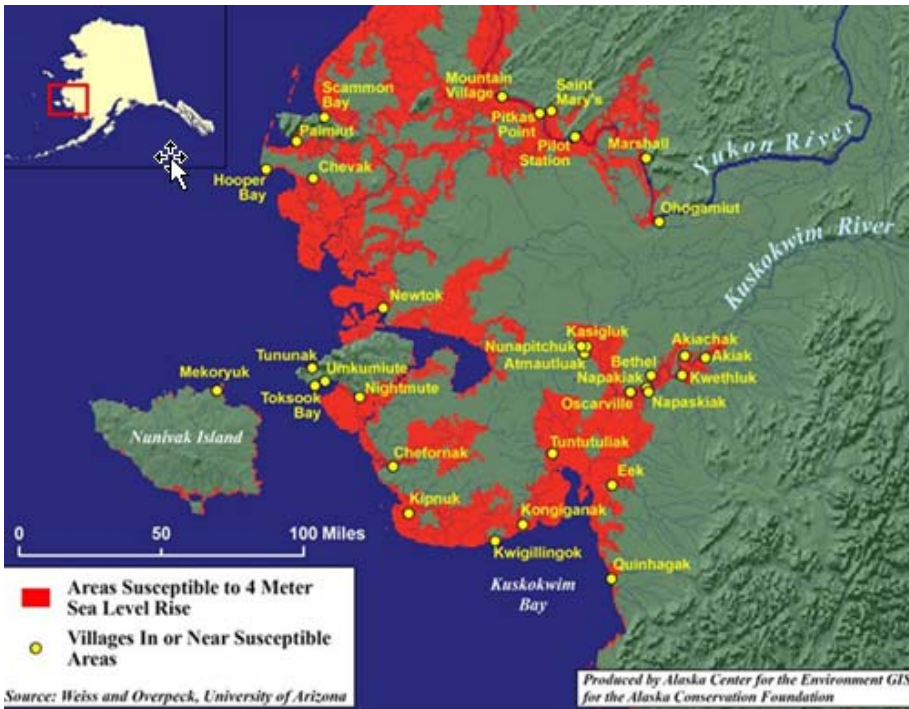 Scammon
Bay
Paimiut
Hooper
Bay
Chevak
Mountain
Village
Saint
Mary's
Pitkas
Point
Pilot
Station
Marshall
Yukon River
Ohogamiut
Kuskokwim River
Newtok
Kasigluk
Nunapitchuk
Atmautluak
Akiachak
Akiak
Bethel
Kwethluk
Napakiak
Oscarville
Napaskiak
Tununak
Umkumiute
Mekoryuk
Toksook
Bay
Nightmute
Nunivak Island
Chefornak
Tuntutuliak
Eek
Kipnuk
Kongiganak
Kwigillingok
Quinhagak
Kuskokwim
Bay
0 50 100 Miles
Areas Susceptible to 4 Meter
Sea Level Rise
Villages In or Near Susceptible
Areas
Source: Weiss and Overpeck, University of Arizona
Produced by Alaska Center for the Environment GIS
for the Alaska Conservation Foundation